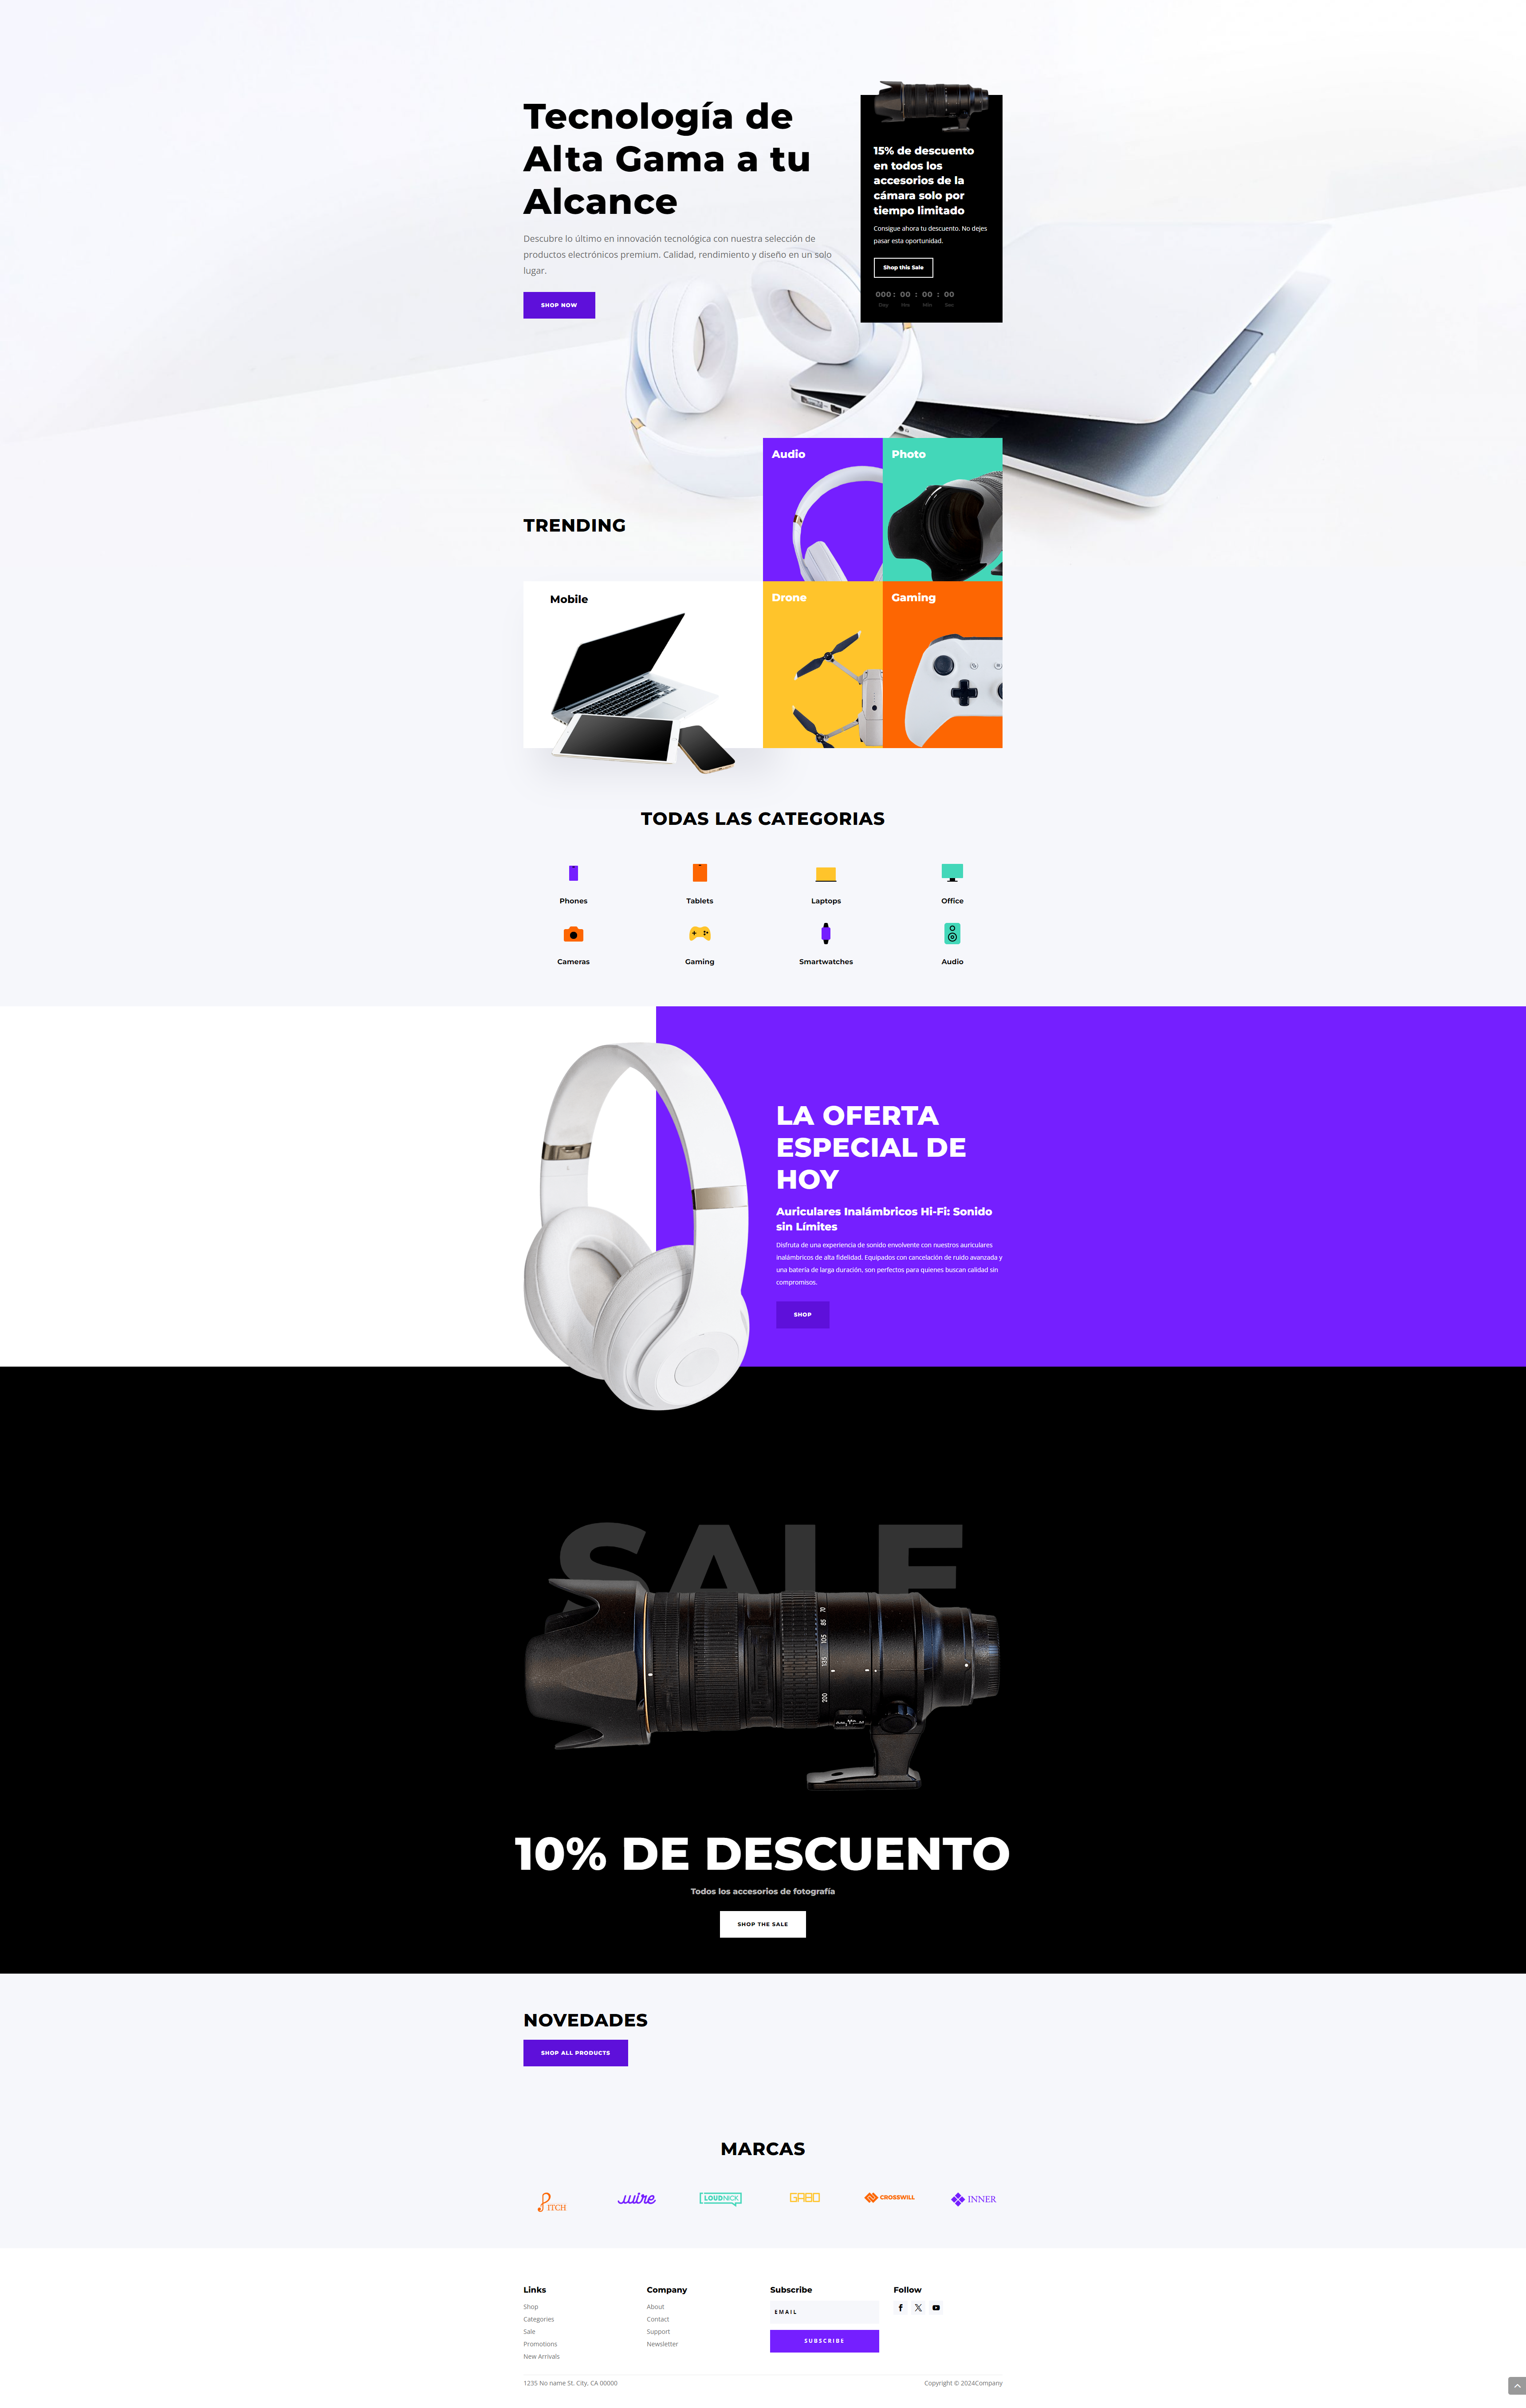 Tecnología de
Alta Gama a tu
Alcance
Descubre lo último en innovación tecnológica con nuestra selección de
productos electrónicos premium. Calidad, rendimiento y diseño en un solo
lugar.
SHOP NOW
15% de descuento
en todos los
accesorios de la
cámara solo por
tiempo limitado
Consigue ahora tu descuento. No dejes
pasar esta oportunidad.
Shop this Sale
000 : 00 : 00 : 00
Day Hrs Min Sec
TRENDING
Audio
Photo
Mobile
Drone
Gaming
TODAS LAS CATEGORIAS
Phones
Tablets
Laptops
Office
Cameras
Gaming
Smartwatches
Audio
LA OFERTA
ESPECIAL DE
HOY
Auriculares Inalámbricos Hi-Fi: Sonido
sin Límites
Disfruta de una experiencia de sonido envolvente con nuestros auriculares
inalámbricos de alta fidelidad. Equipados con cancelación de ruido avanzada y
una batería de larga duración, son perfectos para quienes buscan calidad sin
compromisos.
SHOP
SALE
70
85
105
135
200
10% DE DESCUENTO
Todos los accesorios de fotografía
SHOP THE SALE
NOVEDADES
SHOP ALL PRODUCTS
MARCAS
PITCH
wire
LOUDNICK
GABO
CROSSWILL
INNER
Links
Shop
Categories
Sale
Promotions
New Arrivals
Company
About
Contact
Support
Newsletter
Subscribe
EMAIL
SUBSCRIBE
Follow
1235 No name St. City, CA 00000
Copyright © 2024Company